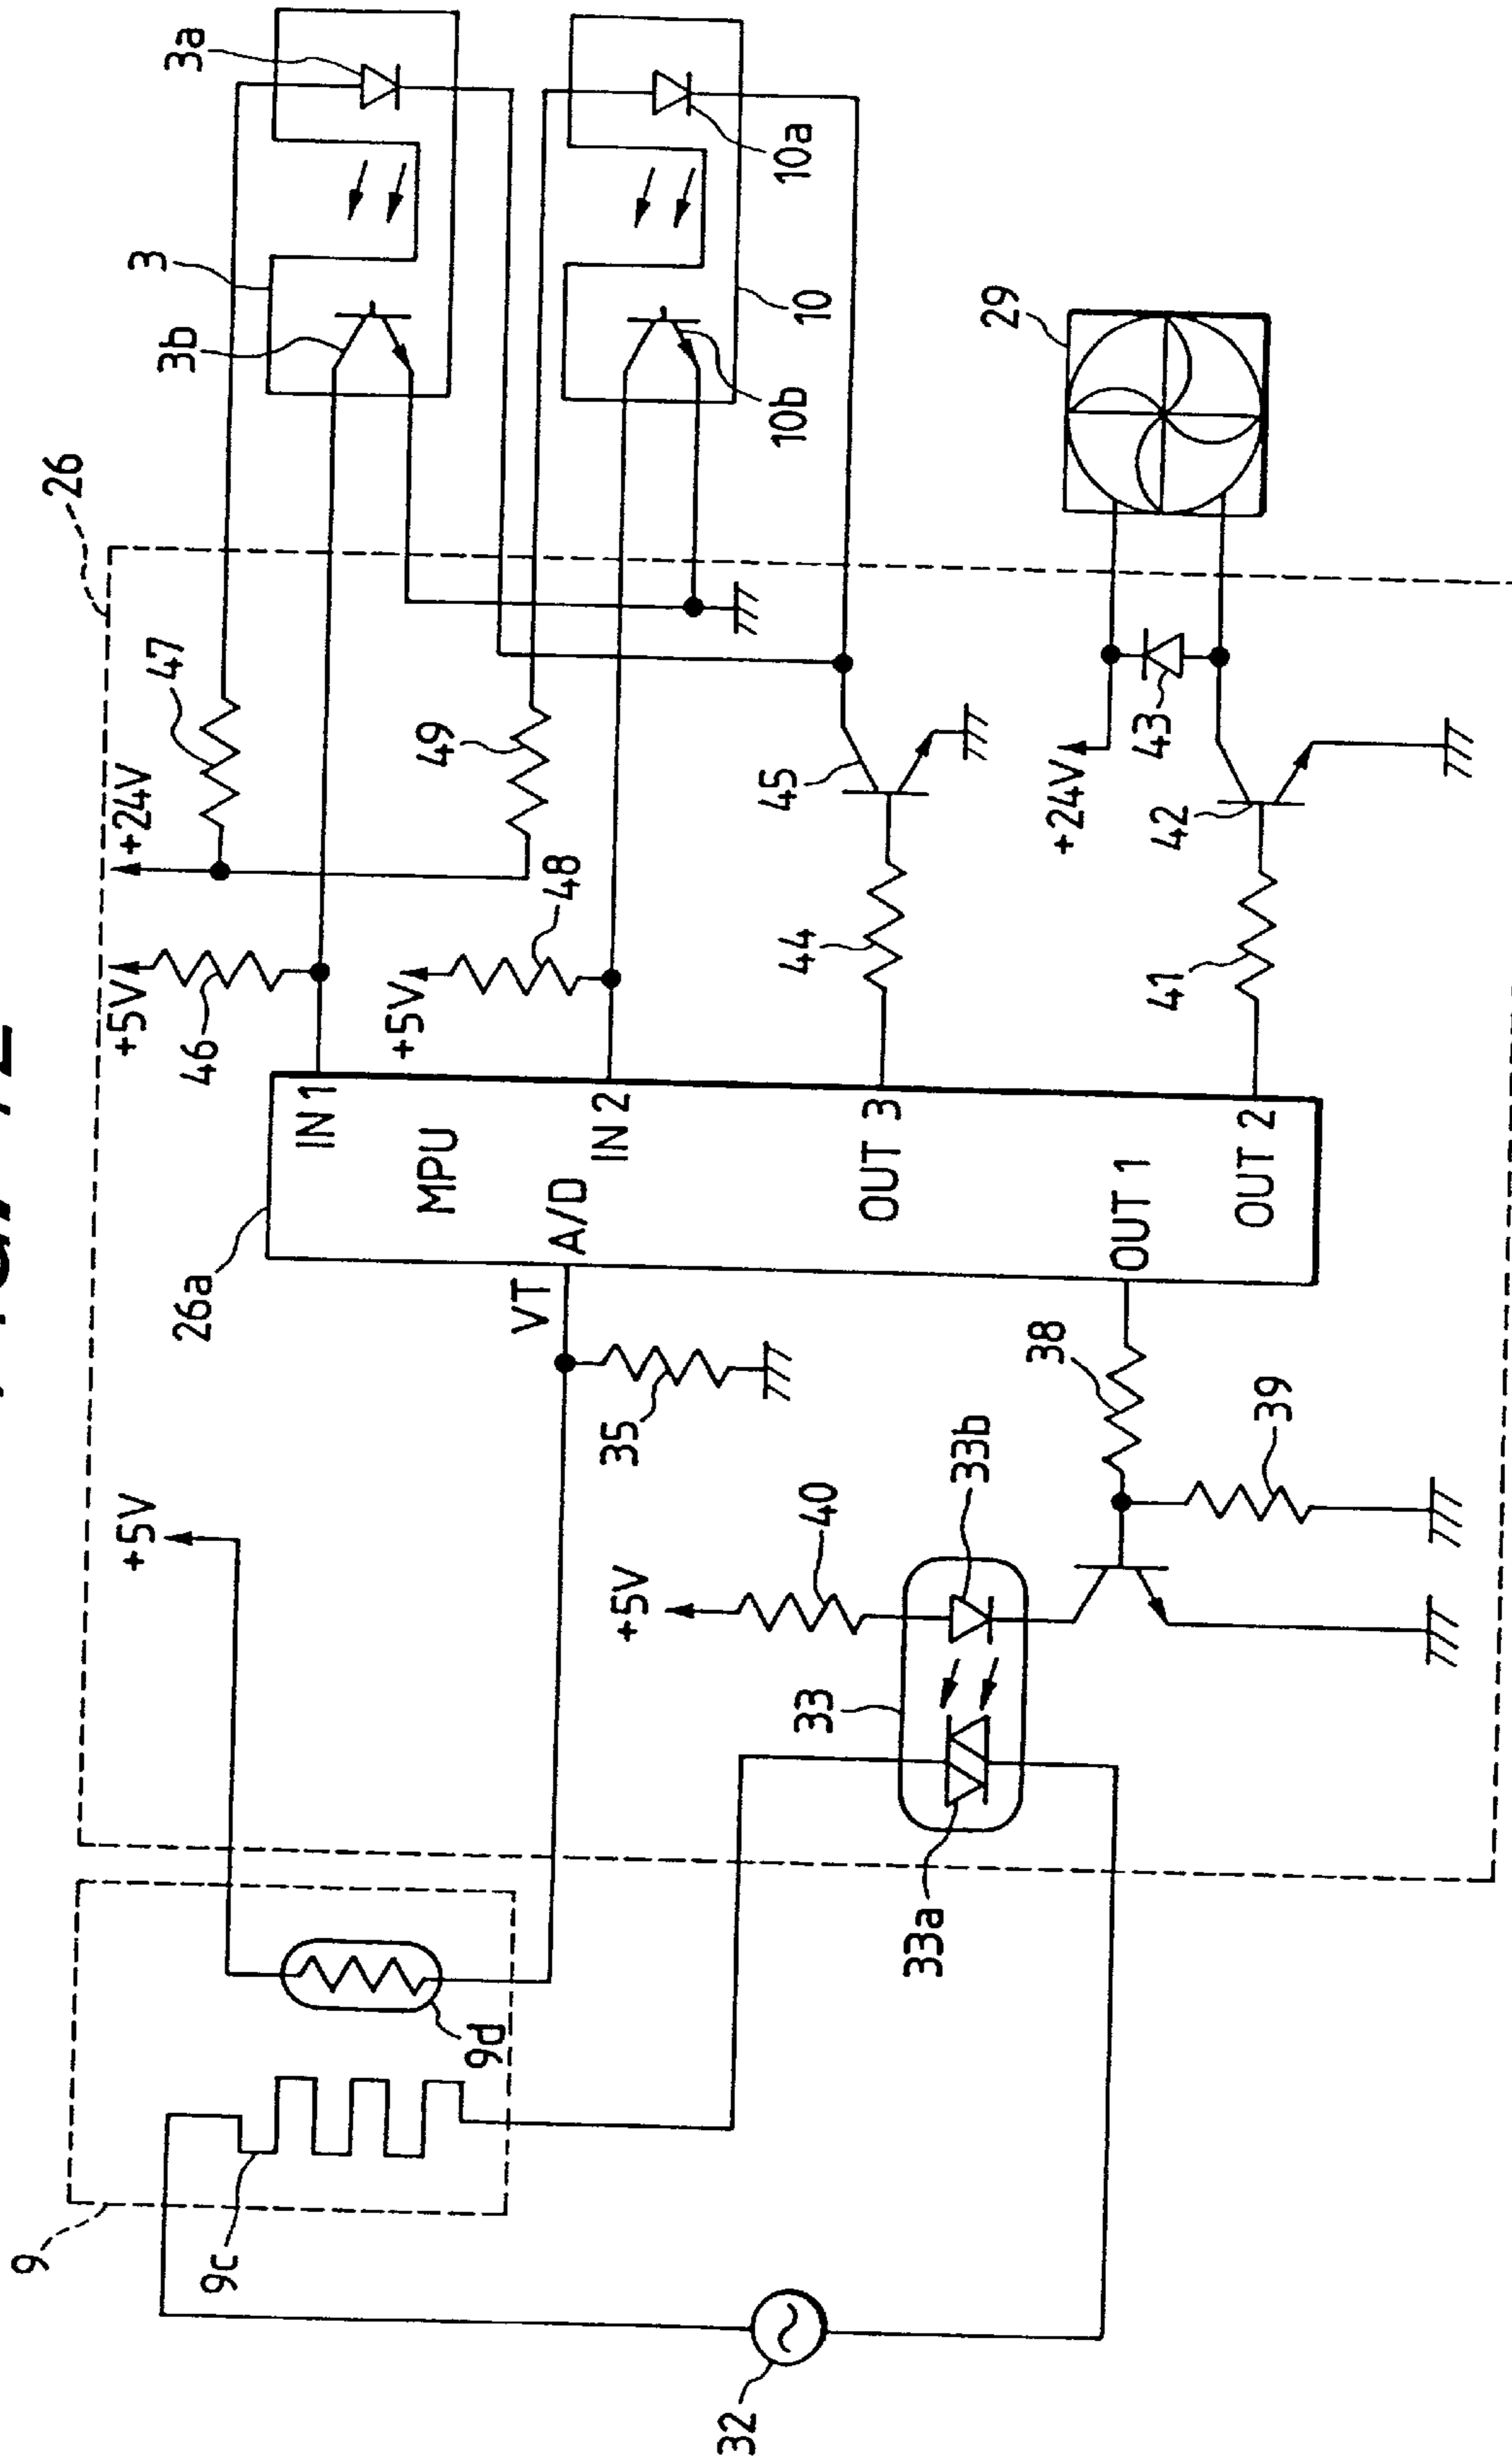 26
3a
3
3b
47
+24V
+5V
46
49
48
+5V
10a
10
10b
29
45
44
+24V
43
42
41
26a
IN 1
MPU
IN 2
A/D
OUT 3
OUT 1
OUT 2
VT
35
+5V
38
39
40
+5V
33b
33
33a
9
9c
9d
32